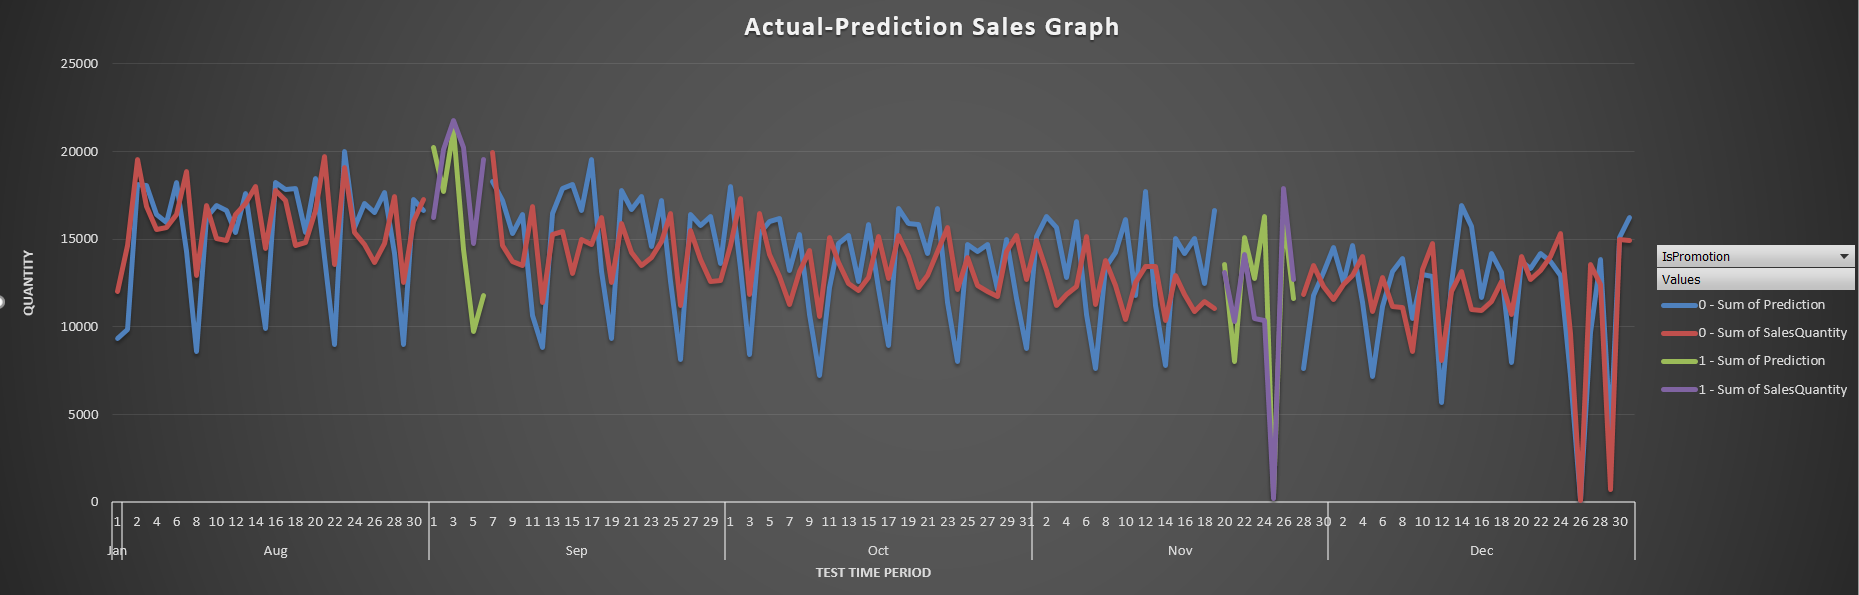 Actual-Prediction Sales Graph
25000
20000
15000
10000
5000
0
QUANTITY
1 2 4 6 8 10 12 14 16 18 20 22 24 26 28 30 1 3 5 7 9 11 13 15 17 19 21 23 25 27 29 1 3 5 7 9 11 13 15 17 19 21 23 25 27 29 31 2 4 6 8 10 12 14 16 18 20 22 24 26 28 30 2 4 6 8 10 12 14 16 18 20 22 24 26 28 30
Jan Aug Sep Oct Nov Dec
TEST TIME PERIOD
IsPromotion
Values
0 - Sum of Prediction
0 - Sum of SalesQuantity
1 - Sum of Prediction
1 - Sum of SalesQuantity